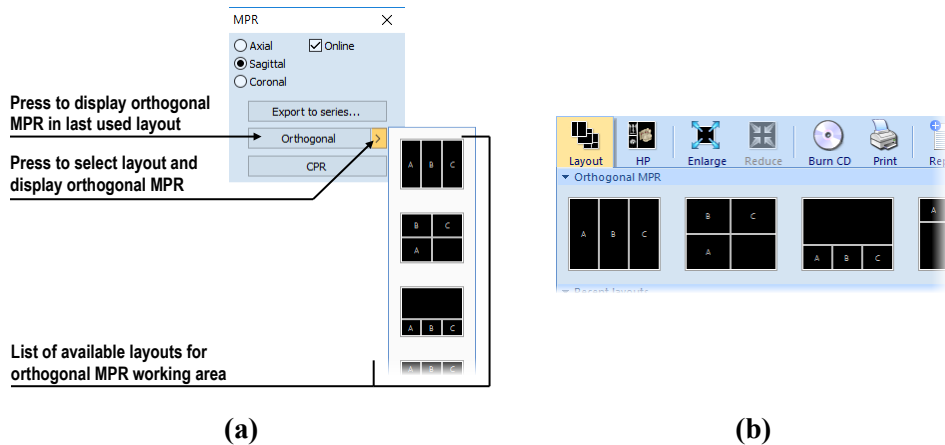 MPR
Axial
Online
Sagittal
Coronal
Export to series...
Orthogonal >
CPR
Press to display orthogonal
MPR in last used layout
Press to select layout and
display orthogonal MPR
List of available layouts for
orthogonal MPR working area
A B C
B C
A
A B C
A B C
(a)
Layout HP Enlarge Reduce Burn CD Print
Orthogonal MPR
A B C
B C
A
A B C
A
Recent layouts
(b)